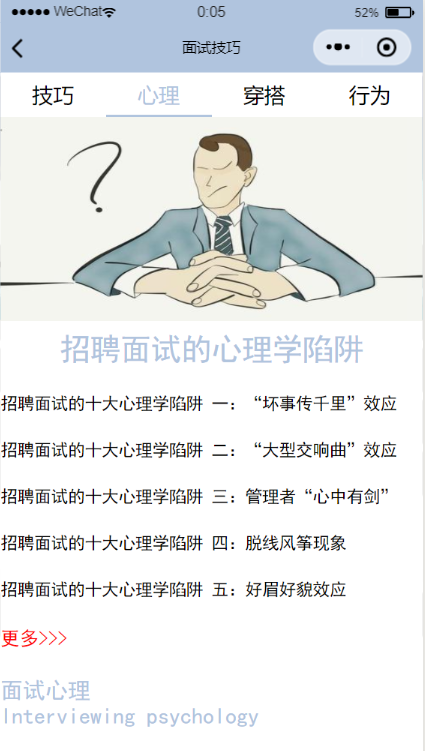 WeChat 0:05 52%
面试技巧
技巧 心理 穿搭 行为
招聘面试的心理学陷阱
招聘面试的十大心理学陷阱 一：“坏事传千里”效应
招聘面试的十大心理学陷阱 二：“大型交响曲”效应
招聘面试的十大心理学陷阱 三：管理者“心中有剑”
招聘面试的十大心理学陷阱 四：脱线风筝现象
招聘面试的十大心理学陷阱 五：好眉好貌效应
更多>>>
面试心理
Interviewing psychology